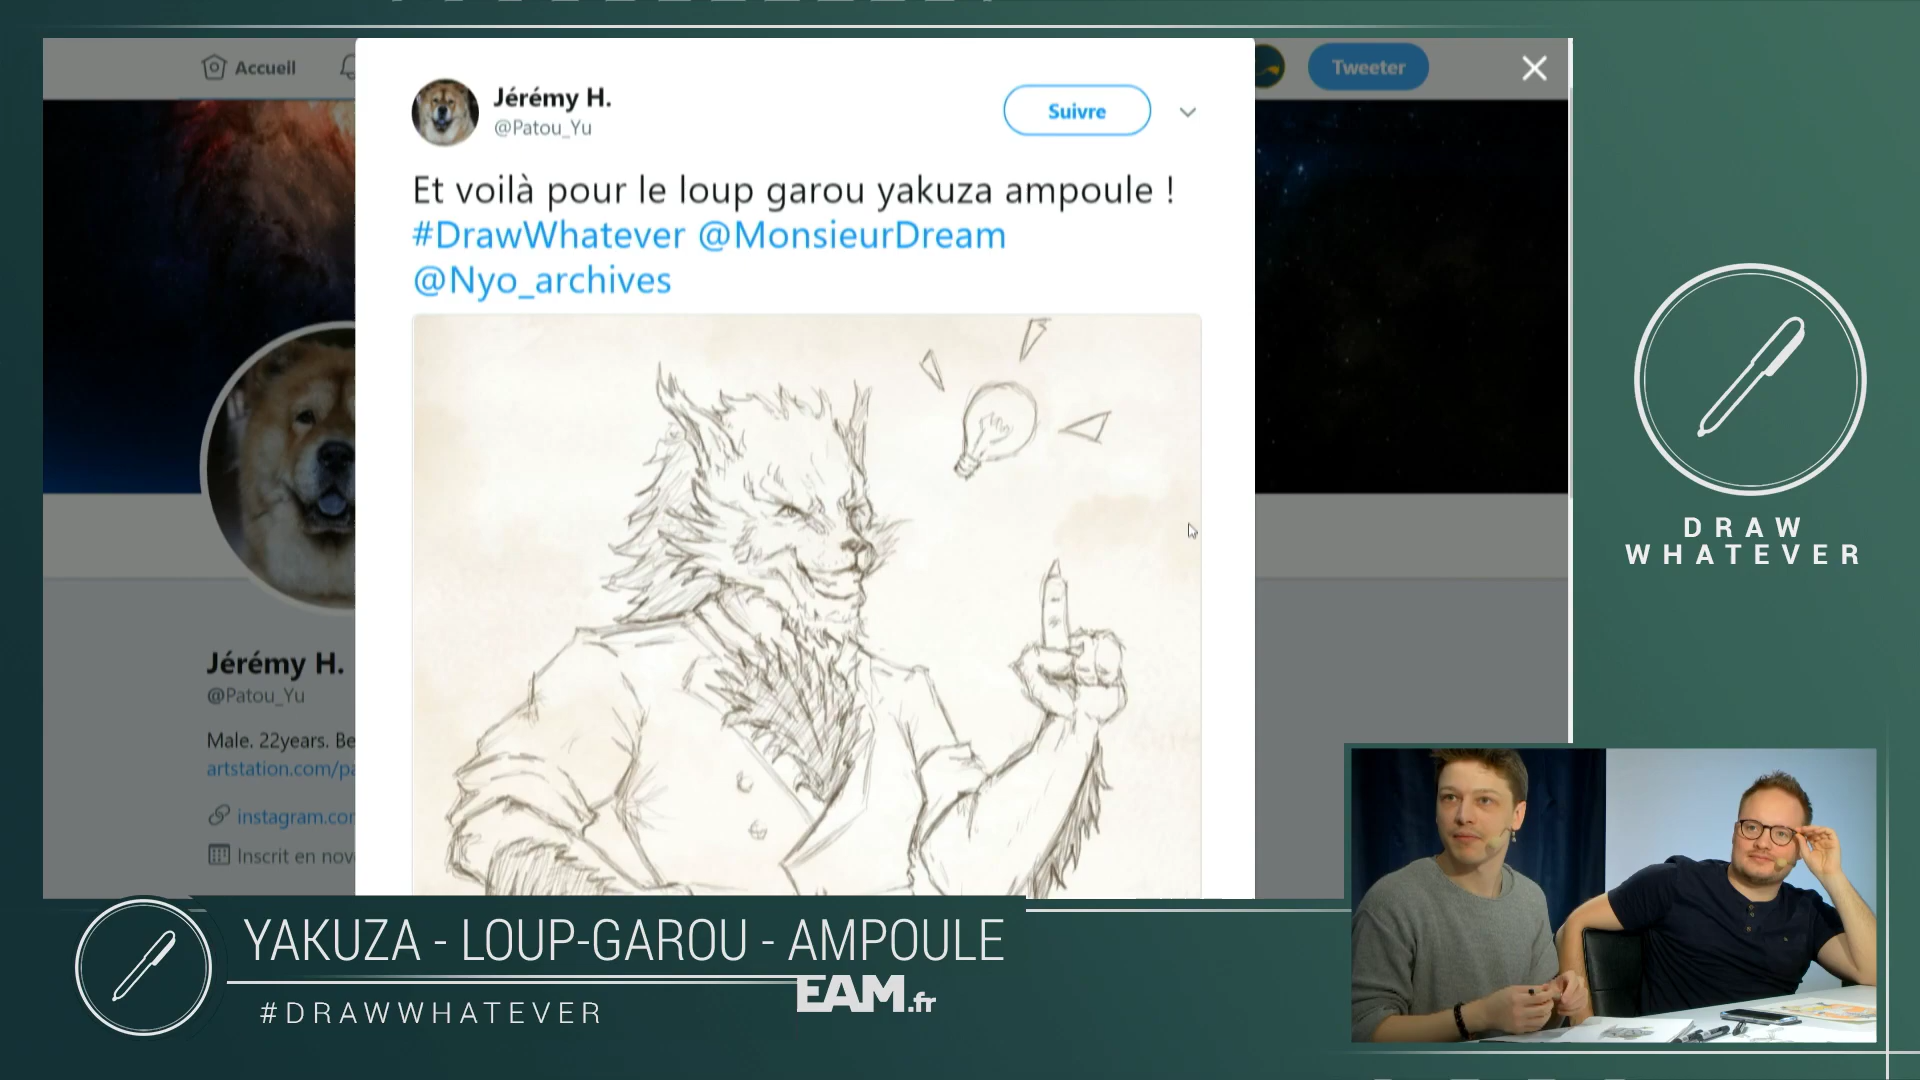 Accueil
Tweeter
Jérémy H.
@Patou_Yu
Suivre
Et voilà pour le loup garou yakuza ampoule !
#DrawWhatever @MonsieurDream
@Nyo_archives
Jérémy H.
@Patou_Yu
Male. 22years. Be
artstation.com/pa
instagram.com
Inscrit en nov
DRAW
WHATEVER
YAKUZA - LOUP-GAROU - AMPOULE
EAM.fr
#DRAWWHATEVER